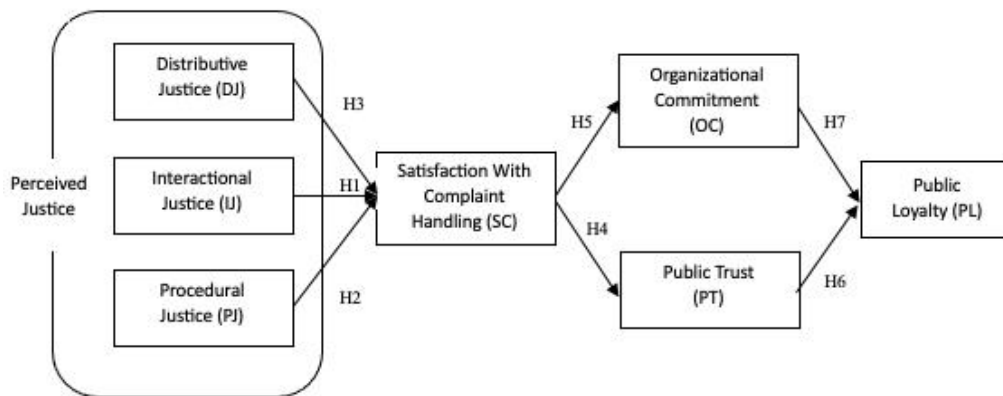 Perceived
Justice
Distributive
Justice (DJ)
Interactional
Justice (IJ)
Procedural
Justice (PJ)
H3
H1
H2
Satisfaction With
Complaint
Handling (SC)
H5
H4
Organizational
Commitment
(OC)
Public Trust
(PT)
H7
H6
Public
Loyalty (PL)